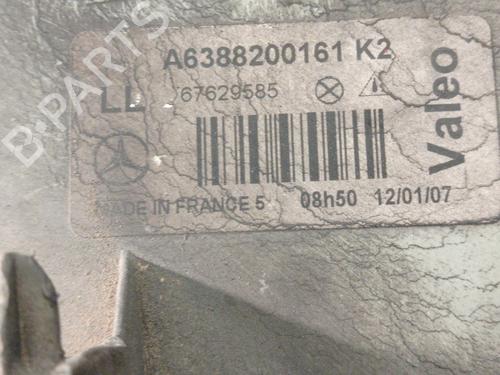 A6388200161 K2
LL 67629585
Valeo
MADE IN FRANCE 5 08h50 12/01/07
B-PARTS